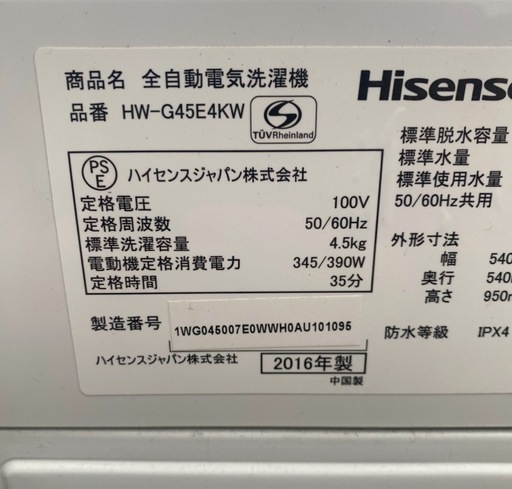 商品名 全自動電気洗濯機
品番 HW-G45E4KW
S
TÜVRheinland
Hisense
PS
E
ハイセンスジャパン株式会社
定格電圧 100V
定格周波数 50/60Hz
標準洗濯容量 4.5kg
電動機定格消費電力 345/390W
定格時間 35分
製造番号 1WG045007E0WWH0AU101095
ハイセンスジャパン株式会社 2016年製
中国製
標準脱水容量
標準水量
標準使用水量
50/60Hz共用
外形寸法
幅 540
奥行 540
高さ 950m
防水等級 IPX4